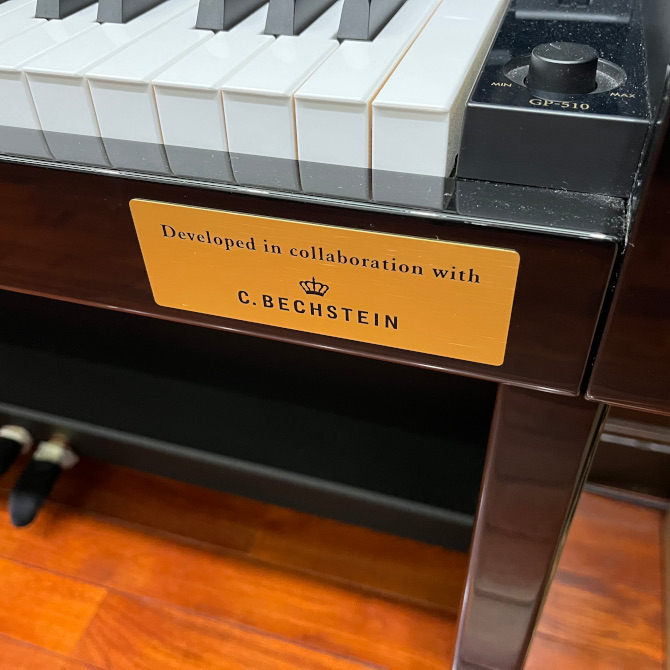 MIN
MAX
GP-510
Developed in collaboration with
C. BECHSTEIN